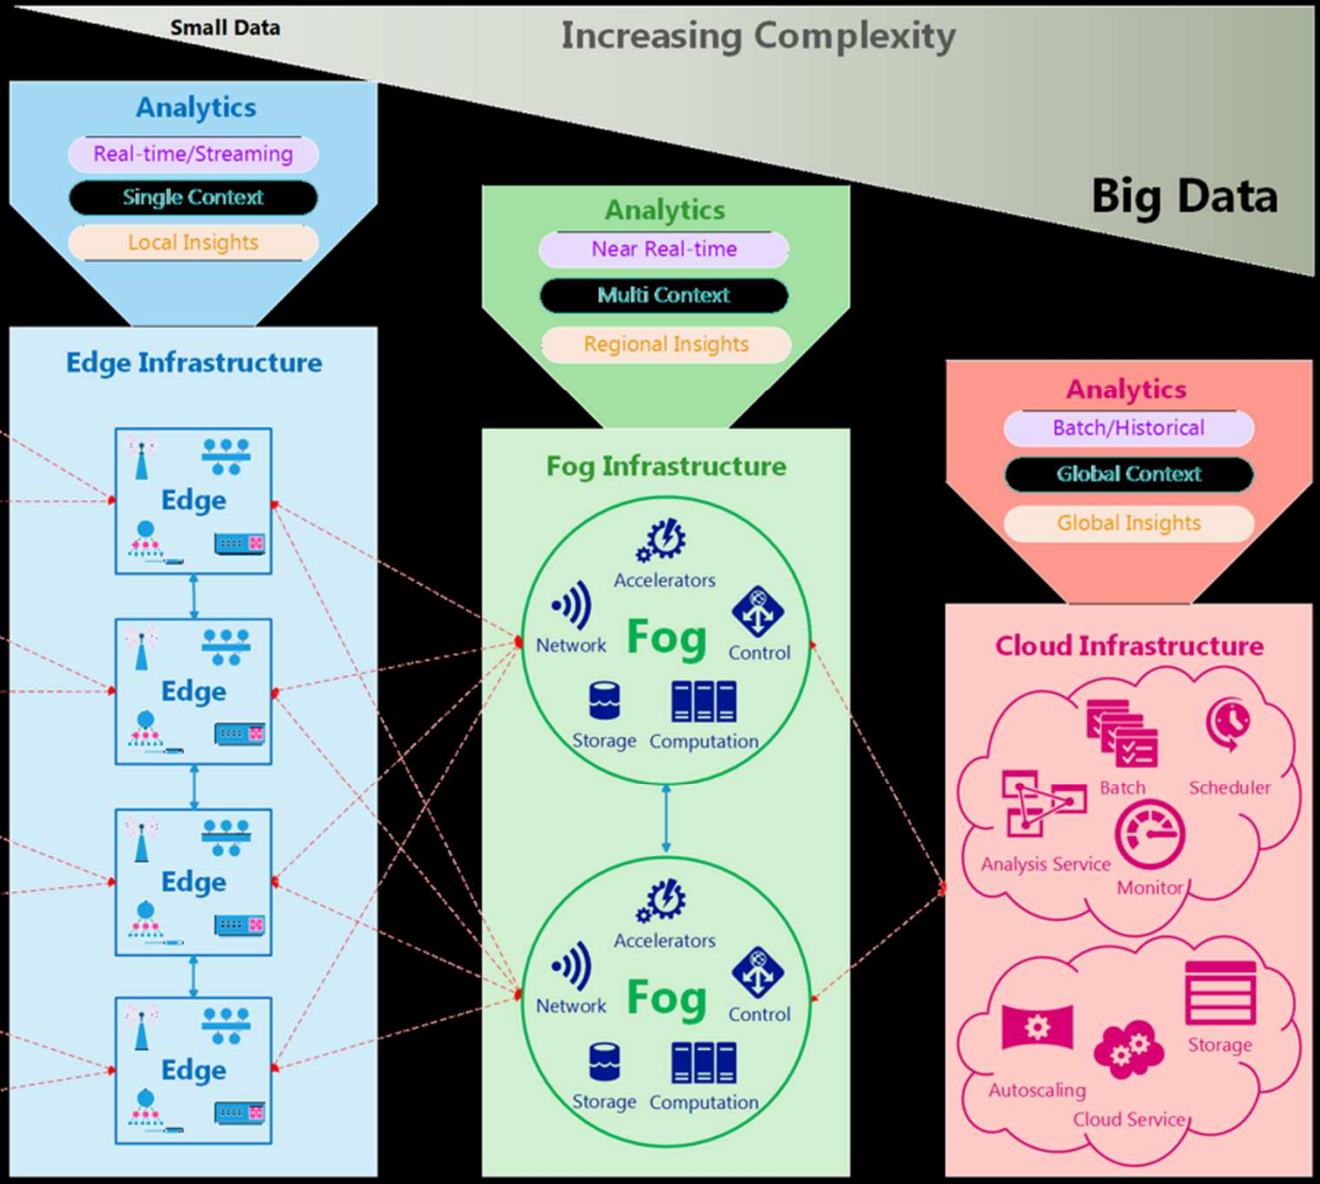 Small Data
Increasing Complexity
Big Data
Analytics
Real-time/Streaming
Single Context
Local Insights
Edge Infrastructure
Edge
Edge
Edge
Edge
Analytics
Near Real-time
Multi Context
Regional Insights
Fog Infrastructure
Accelerators
Network
Fog
Control
Storage
Computation
Accelerators
Network
Fog
Control
Storage
Computation
Analytics
Batch/Historical
Global Context
Global Insights
Cloud Infrastructure
Batch
Scheduler
Analysis Service
Monitor
Storage
Autoscaling
Cloud Service